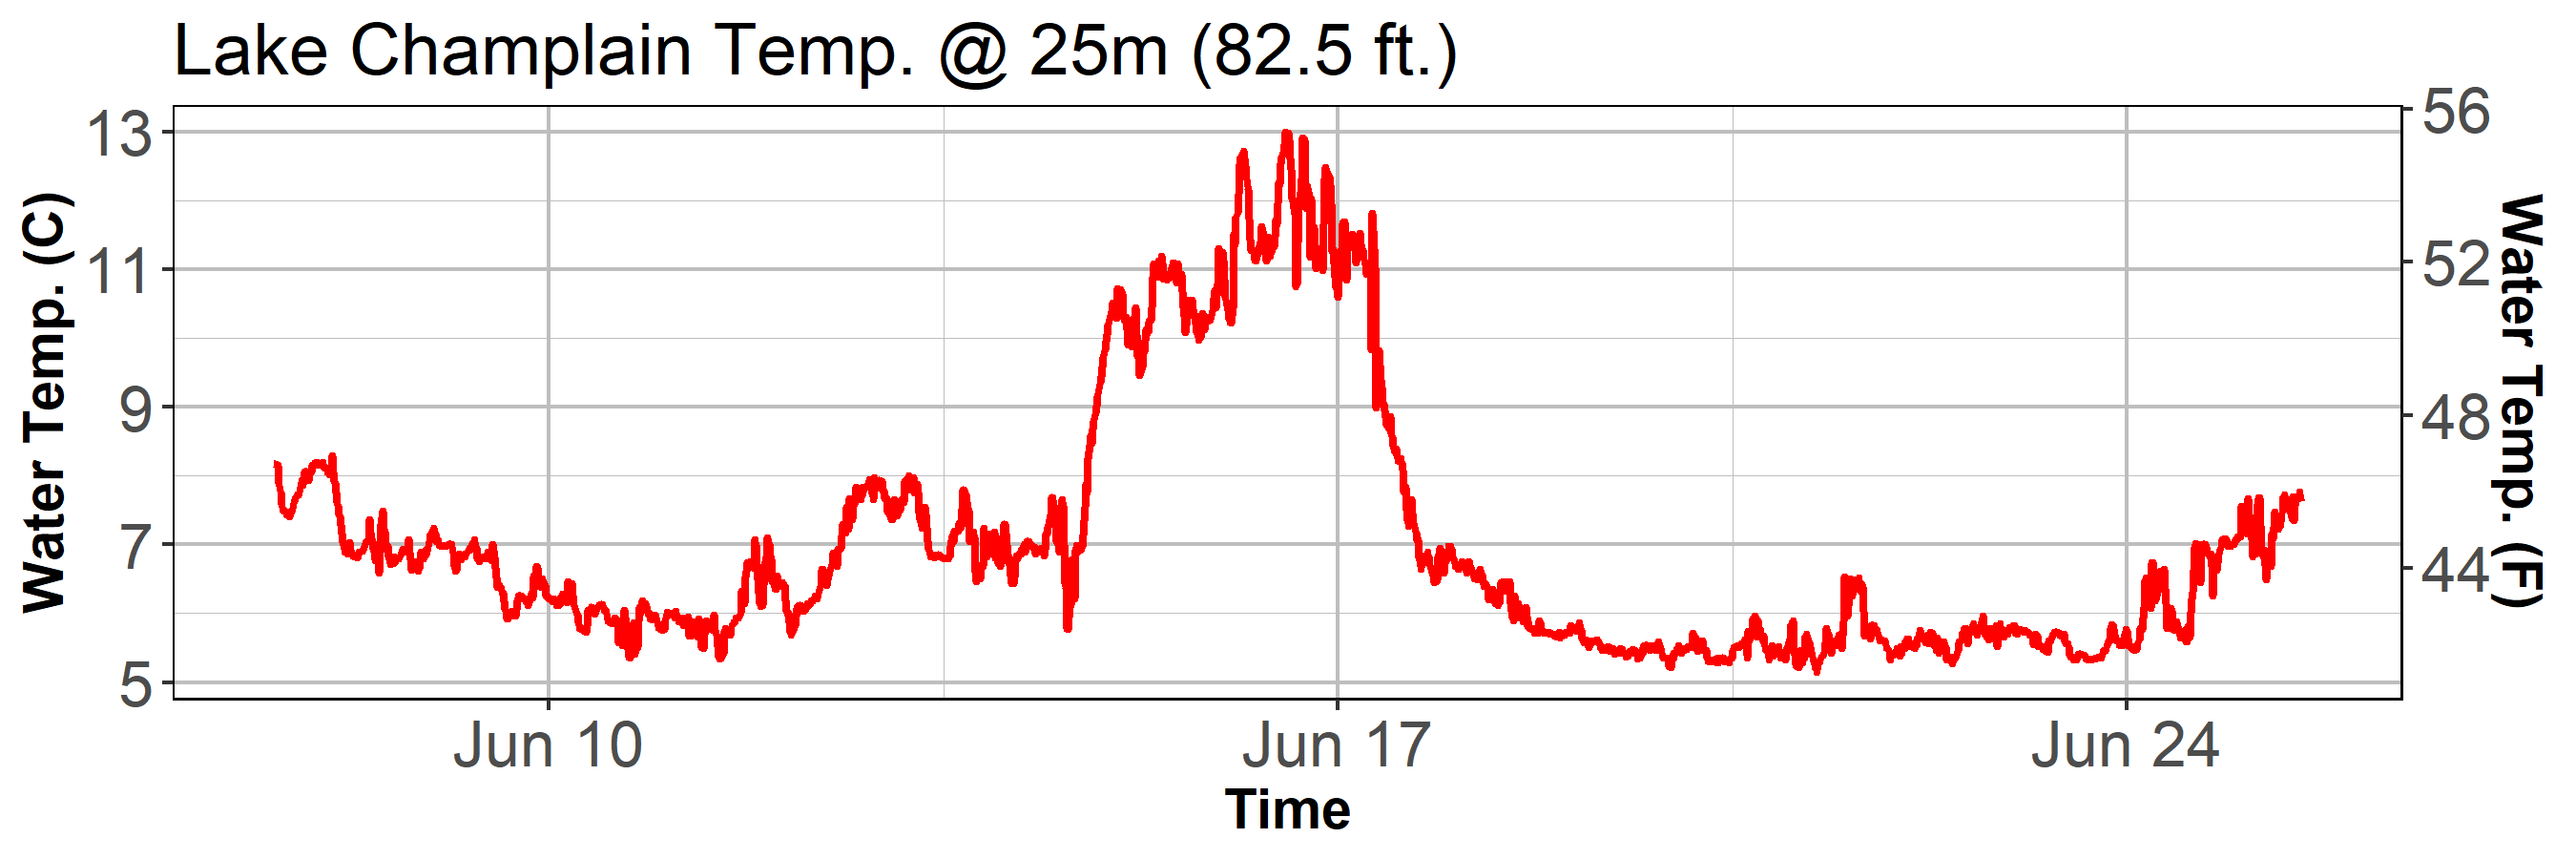 Lake Champlain Temp. @ 25m (82.5 ft.)
Water Temp. (C)
13
11
9
7
5
56
52
48
44
Water Temp. (F)
Jun 10
Jun 17
Jun 24
Time